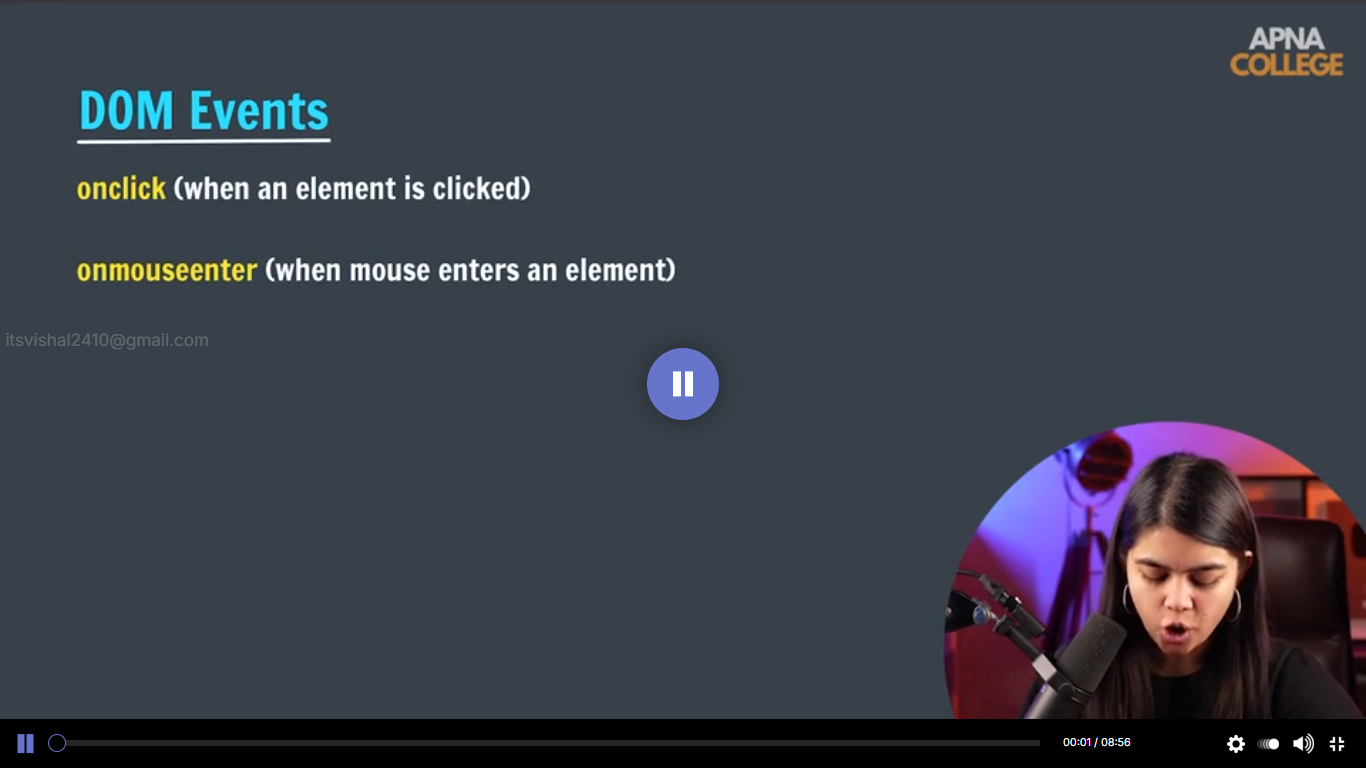 APNA
COLLEGE
DOM Events
onclick (when an element is clicked)
onmouseenter (when mouse enters an element)
itsvishal2410@gmail.com
00:01 / 08:56